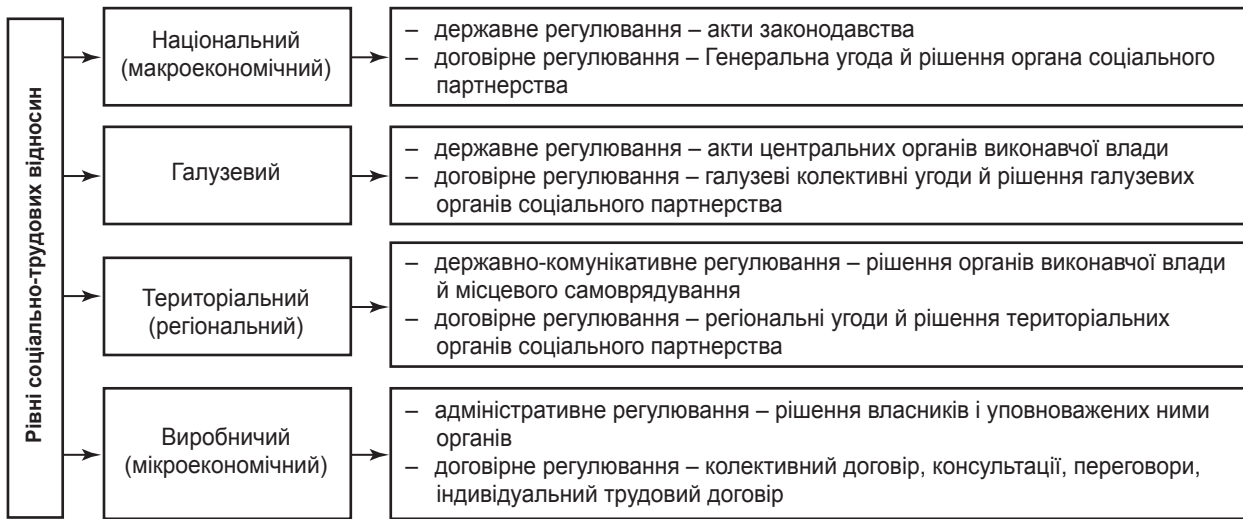 Рівні соціально-трудових відносин
Національний
(макроекономічний)
– державне регулювання – акти законодавства
– договірне регулювання – Генеральна угода й рішення органа соціального
партнерства
Галузевий
– державне регулювання – акти центральних органів виконавчої влади
– договірне регулювання – галузеві колективні угоди й рішення галузевих
органів соціального партнерства
Територіальний
(регіональний)
– державно-комунікативне регулювання – рішення органів виконавчої влади
й місцевого самоврядування
– договірне регулювання – регіональні угоди й рішення територіальних
органів соціального партнерства
Виробничий
(мікроекономічний)
– адміністративне регулювання – рішення власників і уповноважених ними
органів
– договірне регулювання – колективний договір, консультації, переговори,
індивідуальний трудовий договір